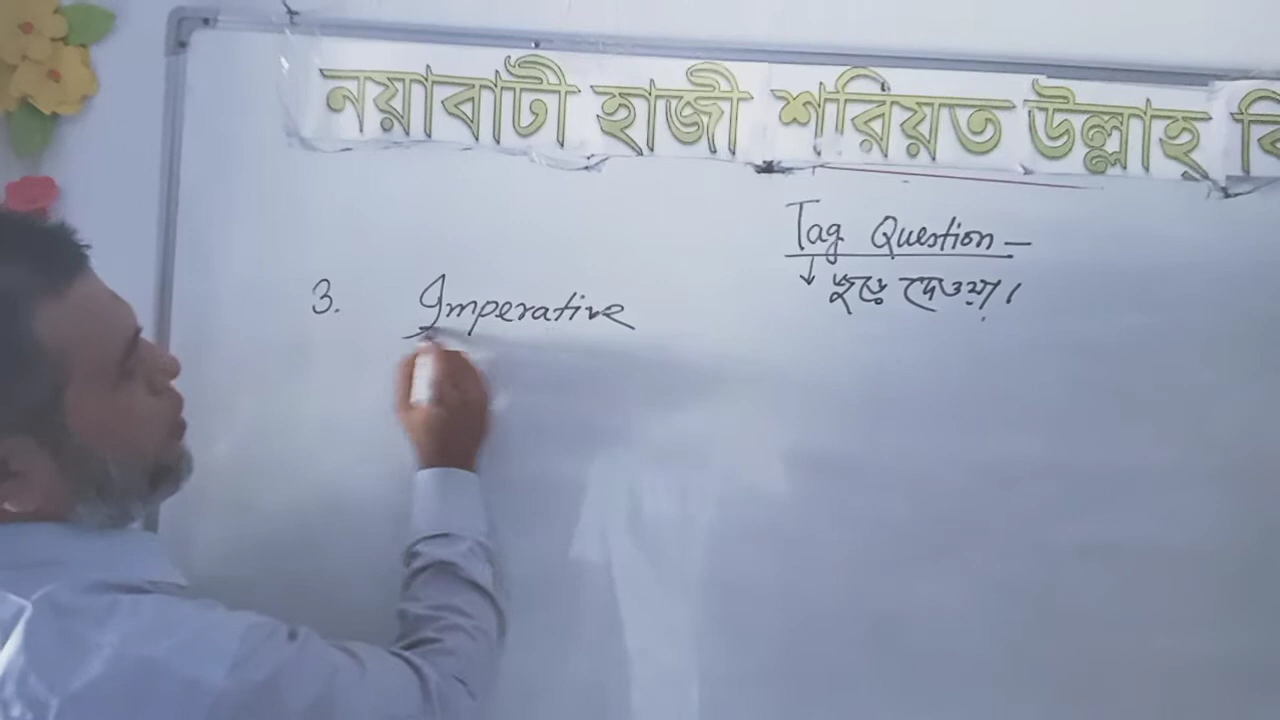 নয়াবাটী হাজী শরিয়ত উল্লাহ্ বি
Tag Question —
↓ জুড়ে দেওয়া।
3. Imperative